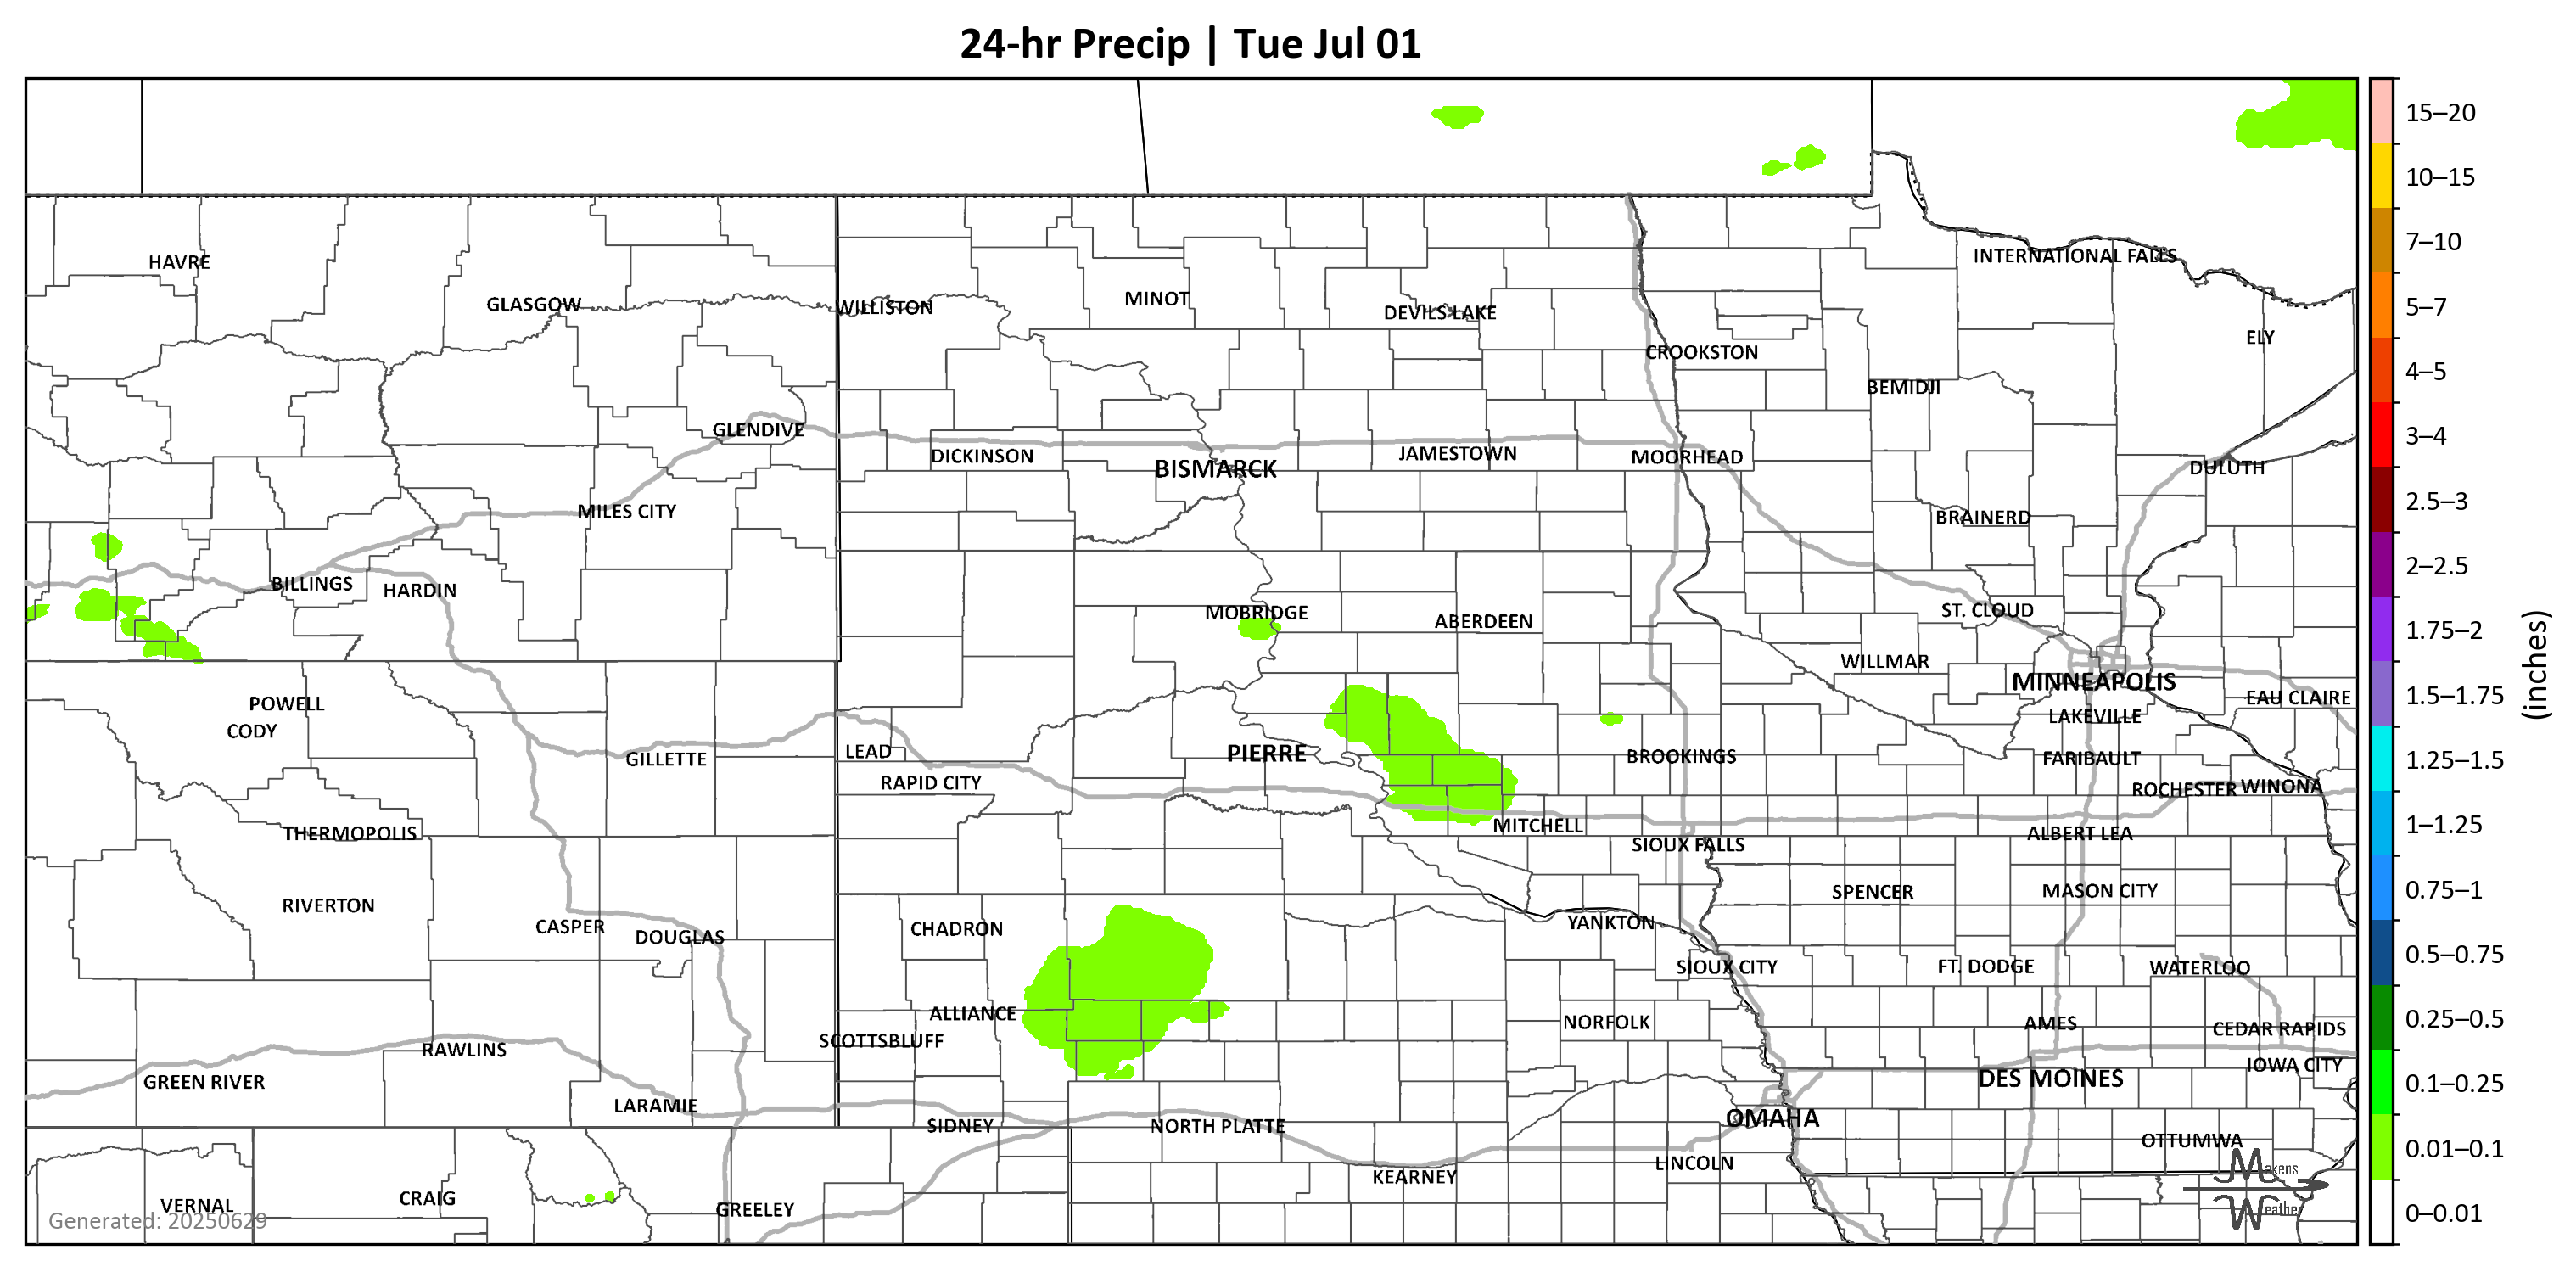 24-hr Precip | Tue Jul 01
15–20
10–15
7–10
5–7
4–5
3–4
2.5–3
2–2.5
1.75–2
1.5–1.75
1.25–1.5
1–1.25
0.75–1
0.5–0.75
0.25–0.5
0.1–0.25
0.01–0.1
0–0.01
(inches)
HAVRE
INTERNATIONAL FALLS
GLASGOW
WILLISTON
MINOT
DEVILS LAKE
ELY
CROOKSTON
BEMIDJI
GLENDIVE
DICKINSON
BISMARCK
JAMESTOWN
MOORHEAD
DULUTH
MILES CITY
BRAINERD
BILLINGS
HARDIN
MOBRIDGE
ABERDEEN
ST. CLOUD
WILLMAR
MINNEAPOLIS
EAU CLAIRE
POWELL
CODY
LAKEVILLE
GILLETTE
LEAD
PIERRE
BROOKINGS
FARIBAULT
RAPID CITY
ROCHESTER
WINONA
THERMOPOLIS
MITCHELL
SIOUX FALLS
ALBERT LEA
RIVERTON
SPENCER
MASON CITY
CASPER
DOUGLAS
CHADRON
YANKTON
SIOUX CITY
FT. DODGE
WATERLOO
ALLIANCE
NORFOLK
AMES
CEDAR RAPIDS
SCOTTSBLUFF
RAWLINS
IOWA CITY
GREEN RIVER
DES MOINES
LARAMIE
SIDNEY
NORTH PLATTE
OMAHA
OTTUMWA
LINCOLN
KEARNEY
VERNAL
CRAIG
GREELEY
Generated: 20250629
Makens
Weather